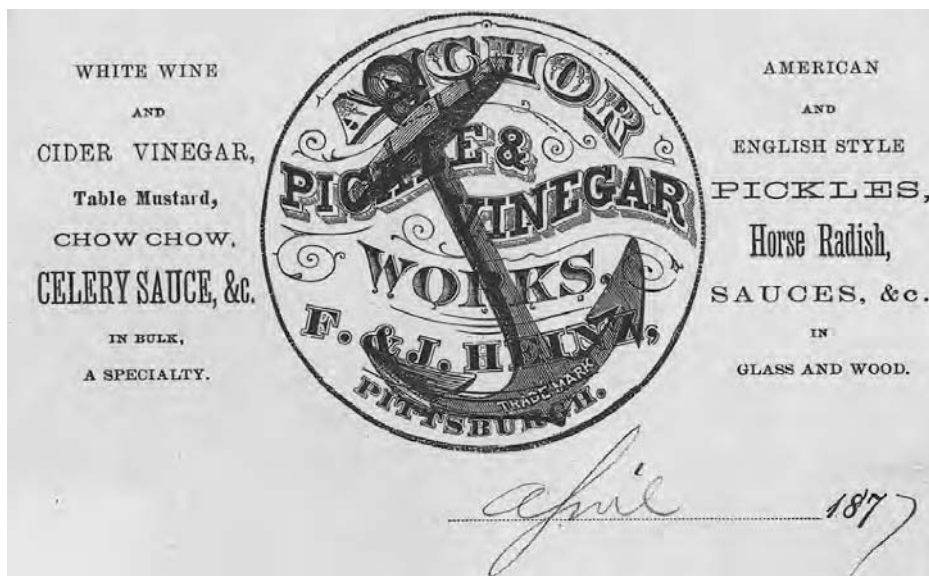 WHITE WINE
AND
CIDER VINEGAR,
Table Mustard,
CHOW CHOW,
CELERY SAUCE, &c.
IN BULK,
A SPECIALTY.
ANCHOR
PICKLE &
VINEGAR
WORKS,
F. & J. HEINZ,
TRADE MARK
PITTSBURGH.
AMERICAN
AND
ENGLISH STYLE
PICKLES,
Horse Radish,
SAUCES, &c.
IN
GLASS AND WOOD.
April 1877